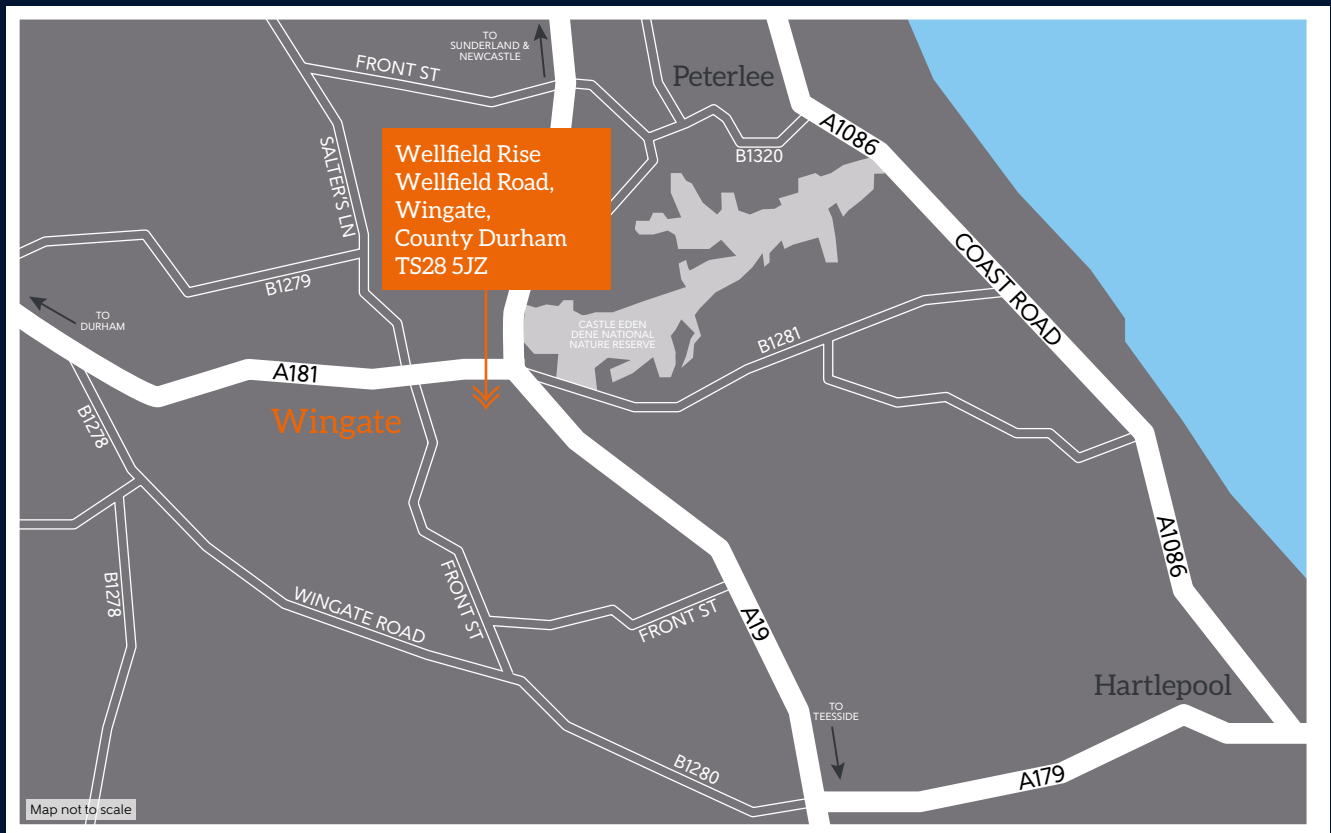 TO
SUNDERLAND &
NEWCASTLE
FRONT ST
Peterlee
A1086
B1320
SALTER'S LN
Wellfield Rise
Wellfield Road,
Wingate,
County Durham
TS28 5JZ
B1279
COAST ROAD
TO
DURHAM
CASTLE EDEN
DENE NATIONAL
NATURE RESERVE
B1281
A181
Wingate
B1278
A1086
B1278
FRONT ST
WINGATE ROAD
FRONT ST
A19
Hartlepool
TO
TEESSIDE
B1280
A179
Map not to scale